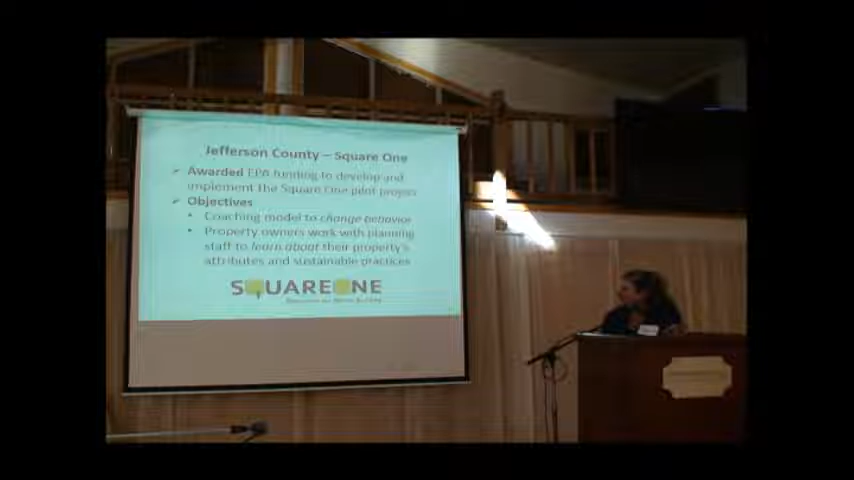 Jefferson County – Square One
➢ Awarded EPA funding to develop and
implement the Square One pilot project
➢ Objectives
• Coaching model to change behavior
• Property owners work with planning
staff to learn about their property's
attributes and sustainable practices
SQUAREONE